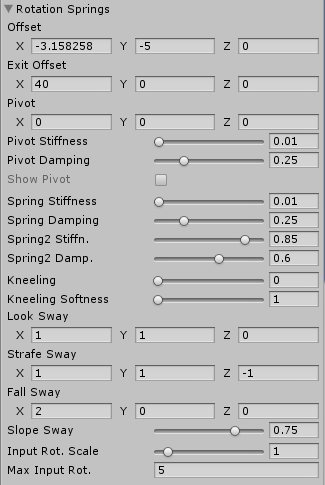 Rotation Springs
Offset
X -3.158258 Y -5 Z 0
Exit Offset
X 40 Y 0 Z 0
Pivot
X 0 Y 0 Z 0
Pivot Stiffness 0.01
Pivot Damping 0.25
Show Pivot
Spring Stiffness 0.01
Spring Damping 0.25
Spring2 Stiffn. 0.85
Spring2 Damp. 0.6
Kneeling 0
Kneeling Softness 1
Look Sway
X 1 Y 1 Z 0
Strafe Sway
X 1 Y 1 Z -1
Fall Sway
X 2 Y 0 Z 0
Slope Sway 0.75
Input Rot. Scale 1
Max Input Rot. 5